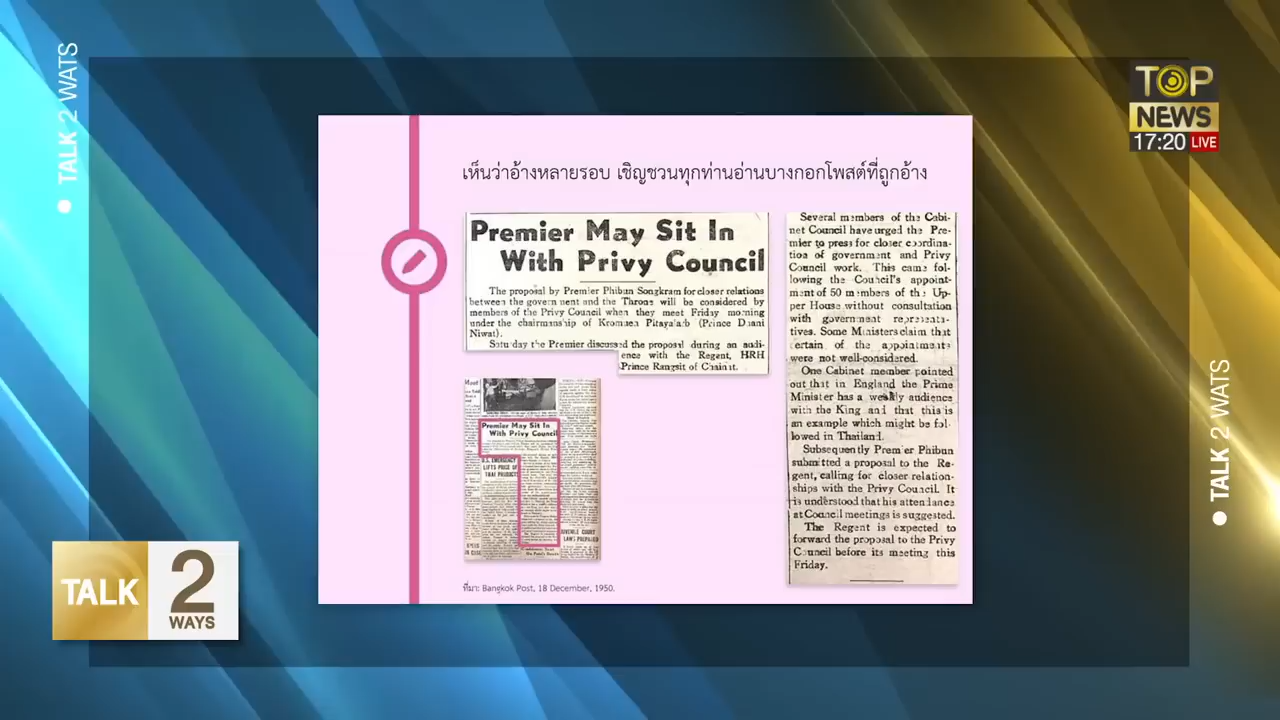 TALK 2 WATS
TOP
NEWS
17:20 LIVE
เห็นว่าอ้างหลายรอบ เชิญชวนทุกท่านอ่านบางกอกโพสต์ที่ถูกอ้าง
Premier May Sit In
With Privy Council
The proposal by Premier Phibun Songkram for closer relations
between the government and the Throne will be considered by
members of the Privy Council when they meet Friday morning
under the chairmanship of Kromuen Pitayalarb (Prince Dhani
Niwat).
Saturday the Premier discussed the proposal during an audi-
ence with the Regent, HRH
Prince Rangsit of Chainat.
Several members of the Cabi-
net Council have urged the Pre-
mier to press for closer coordina-
tion of government and Privy
Council work. This came fol-
lowing the Council's appoint-
ment of 50 members of the Up-
per House without consultation
with government representa-
tives. Some Ministers claim that
certain of the appointments
were not well-considered.
One Cabinet member pointed
out that in England the Prime
Minister has a weekly audience
with the King and that this is
an example which might be fol-
lowed in Thailand.
Subsequently Premier Phibun
submitted a proposal to the Re-
gent, calling for closer relation-
ships with the Privy Council. It
is understood that his attendance
at Council meetings is suggested.
The Regent is expected to
forward the proposal to the Privy
Council before its meeting this
Friday.
Premier May Sit In
With Privy Council
U.S. EMERGENCY
LIFTS PRICE OF
THAI PRODUCTS
JUVENILE COURT
LAWS PREPARED
ที่มา: Bangkok Post, 18 December, 1950.
TALK 2 WAYS
TALK 2 WATS